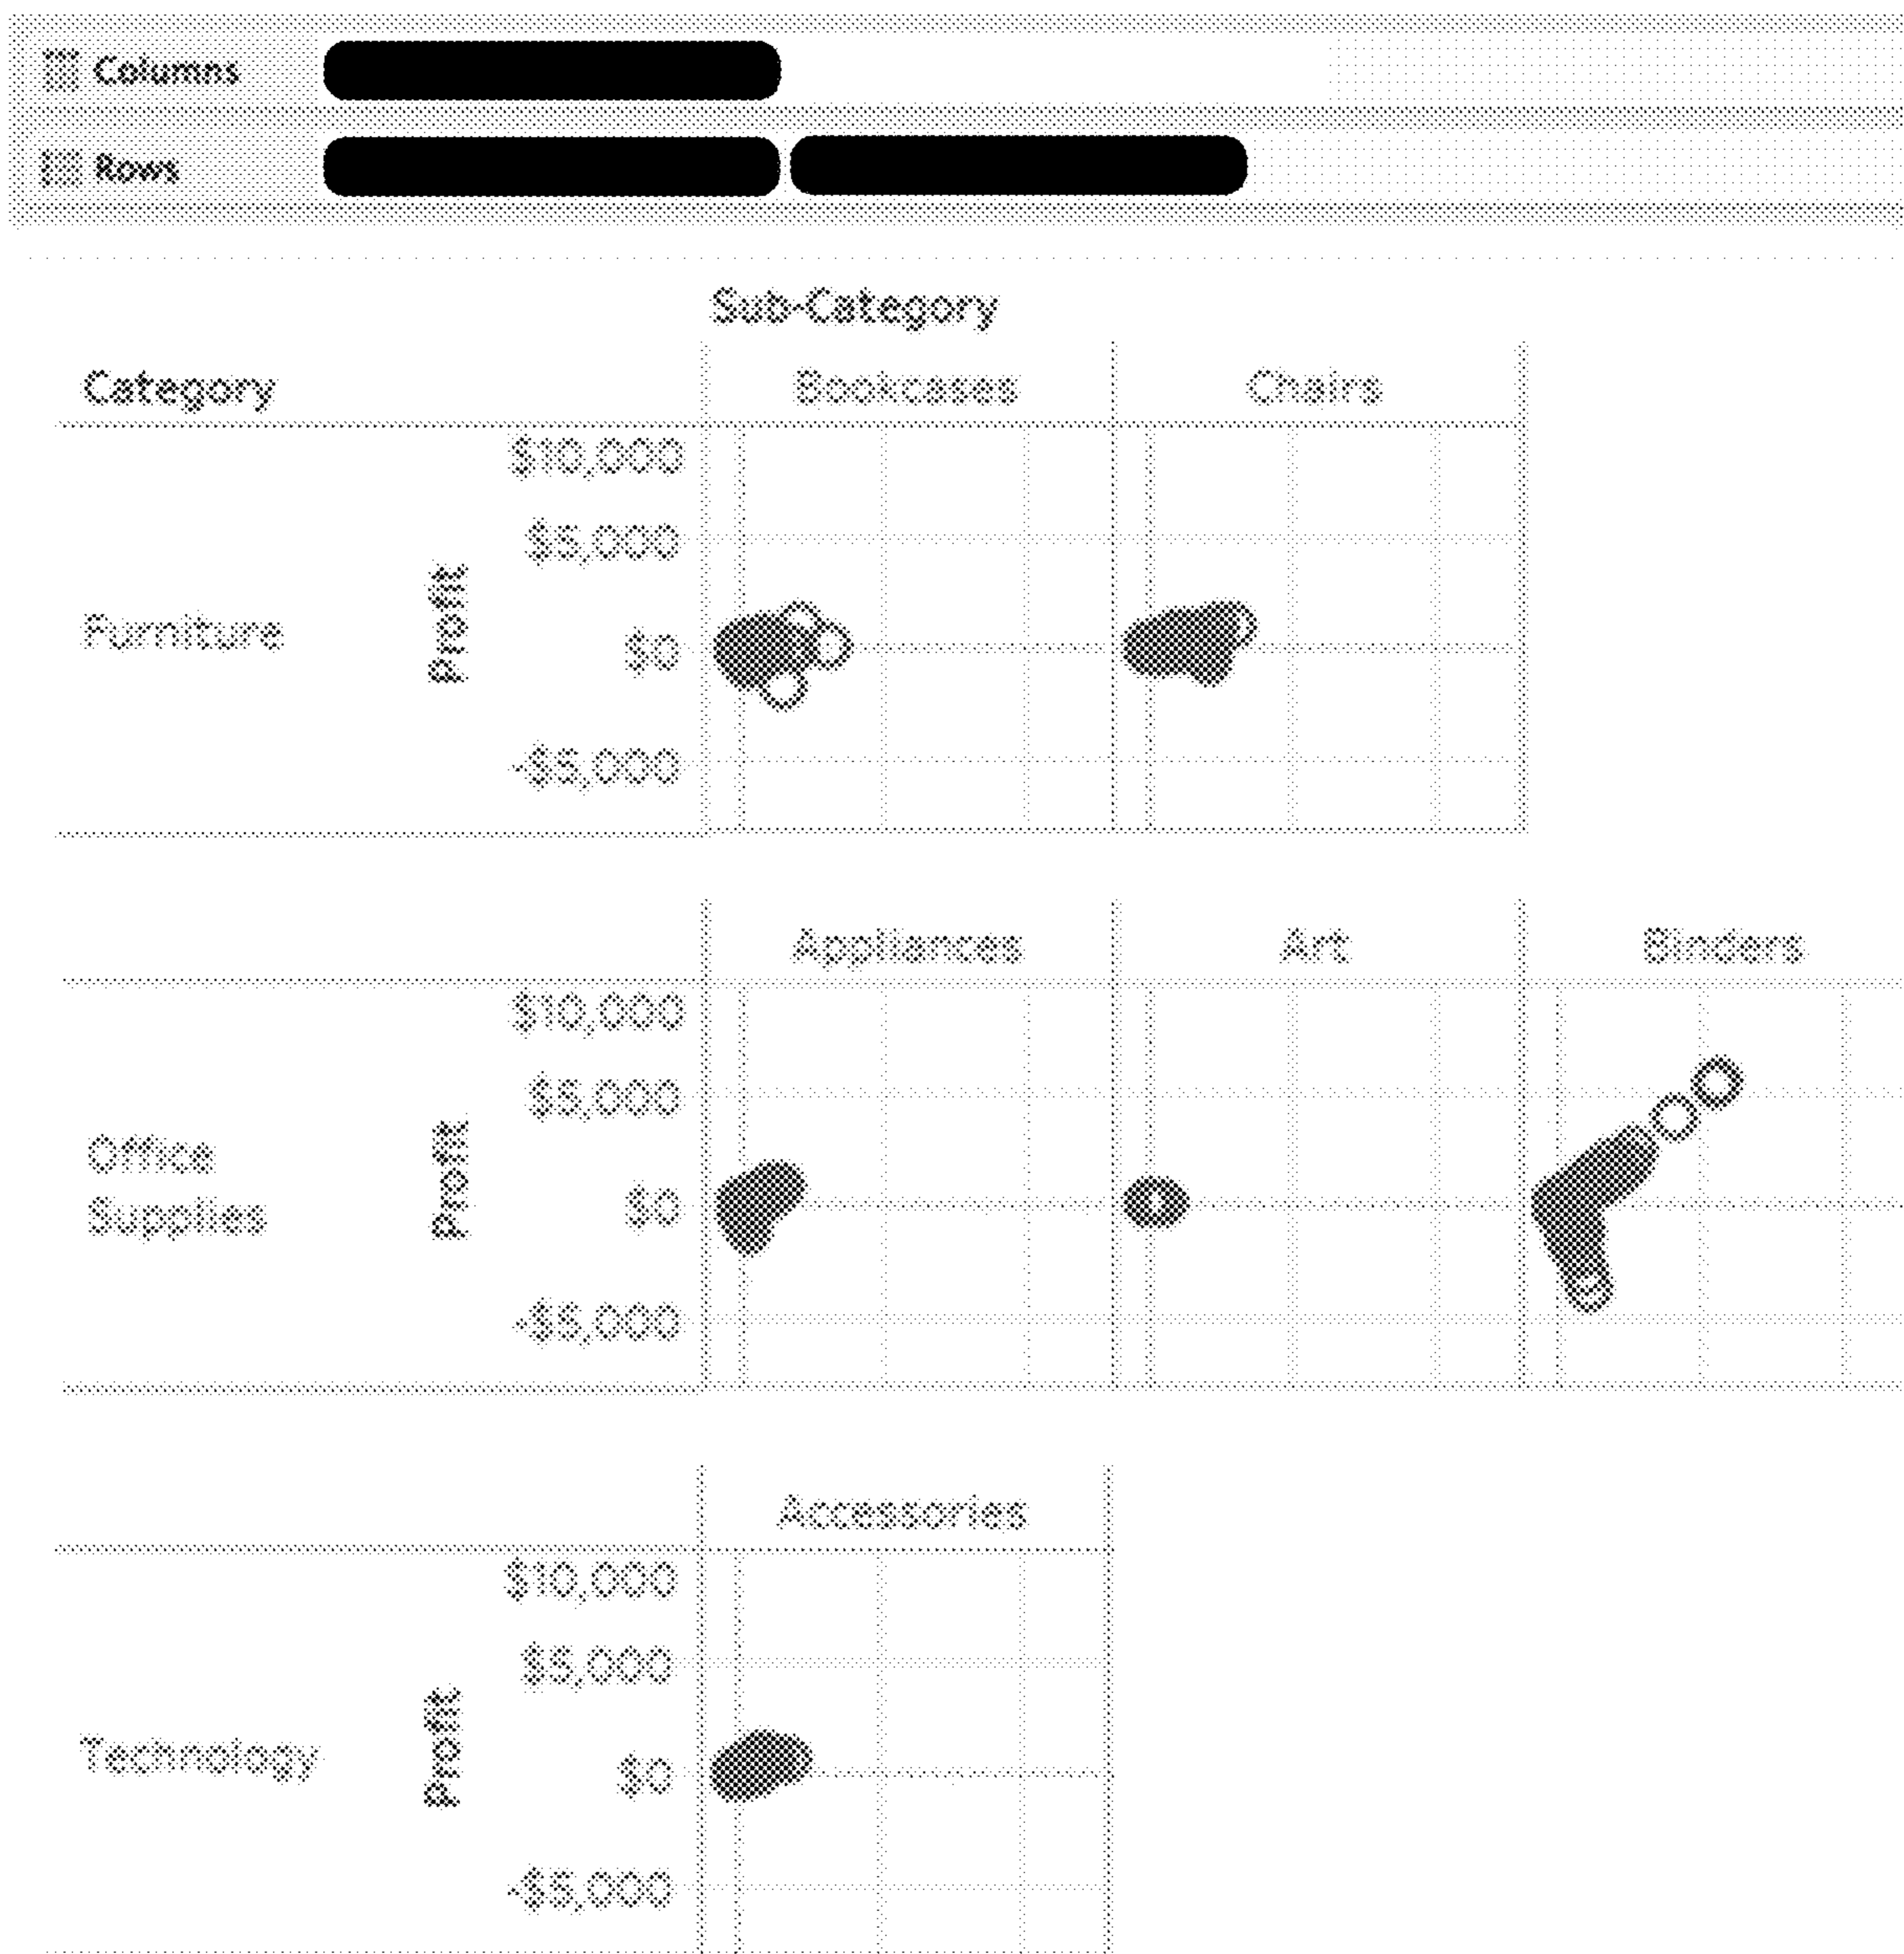 Columns
Rows
Sub-Category
Category
Bookcases
Chairs
$10,000
$5,000
Furniture
Profit
$0
-$5,000
Appliances
Art
Binders
$10,000
$5,000
Office
Supplies
Profit
$0
-$5,000
Accessories
$10,000
$5,000
Technology
Profit
$0
-$5,000